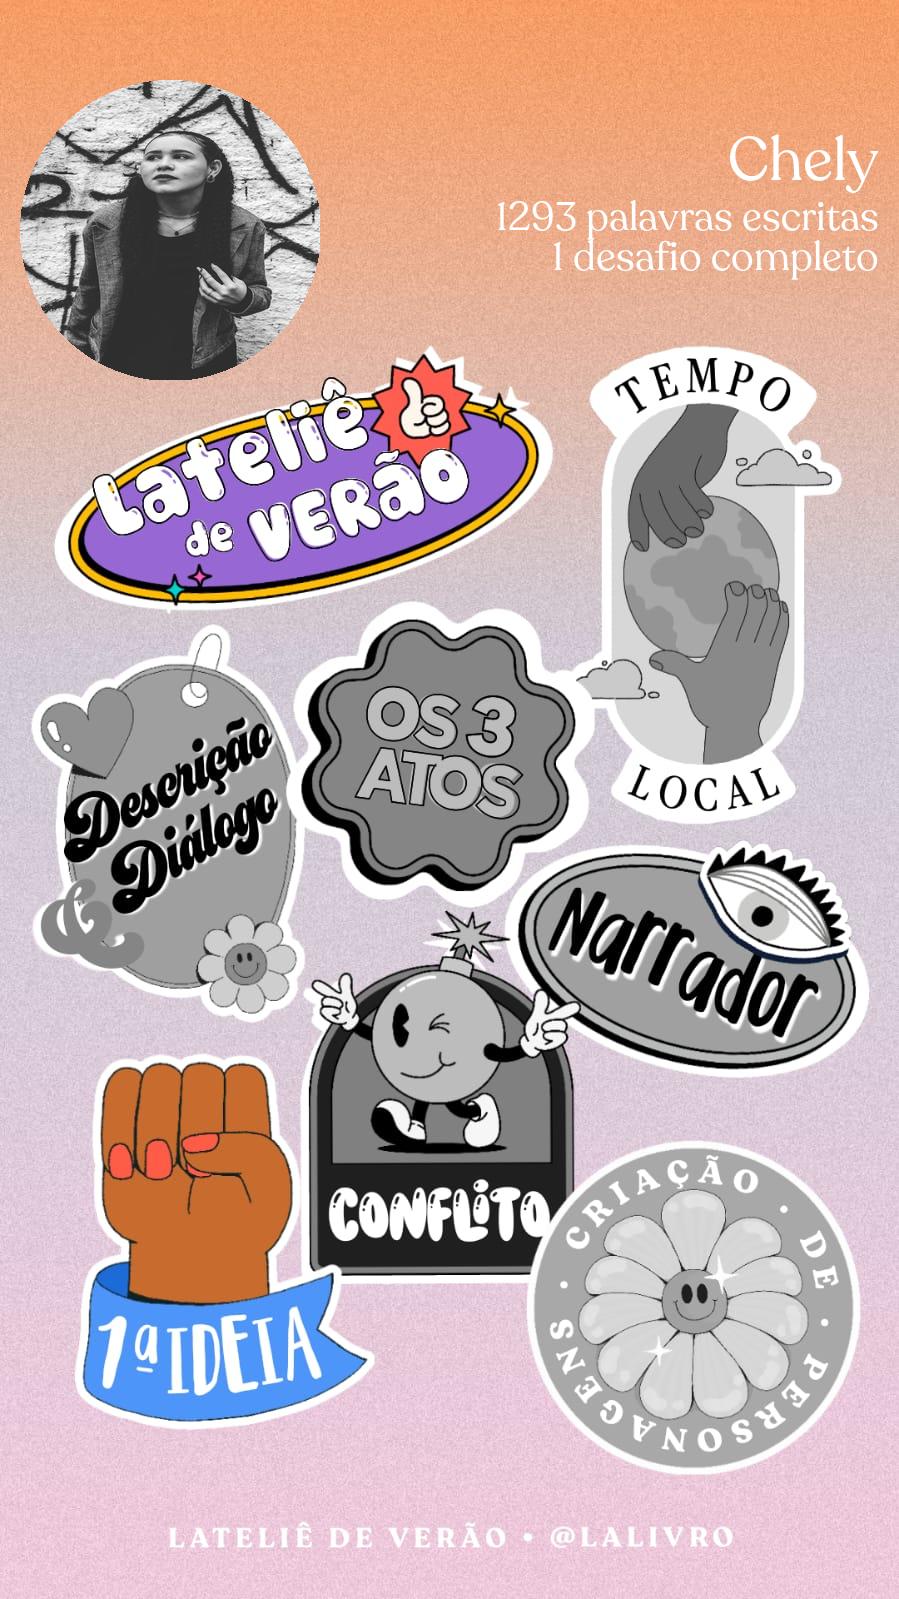 Chely
1293 palavras escritas
1 desafio completo
Lateliê
de VERÃO
TEMPO
LOCAL
OS 3
ATOS
Descrição
&
Diálogo
Narrador
CONFLITO
1ª IDEIA
CRIAÇÃO · DE · PERSONAGENS ·
LATELIÊ DE VERÃO • @LALIVRO